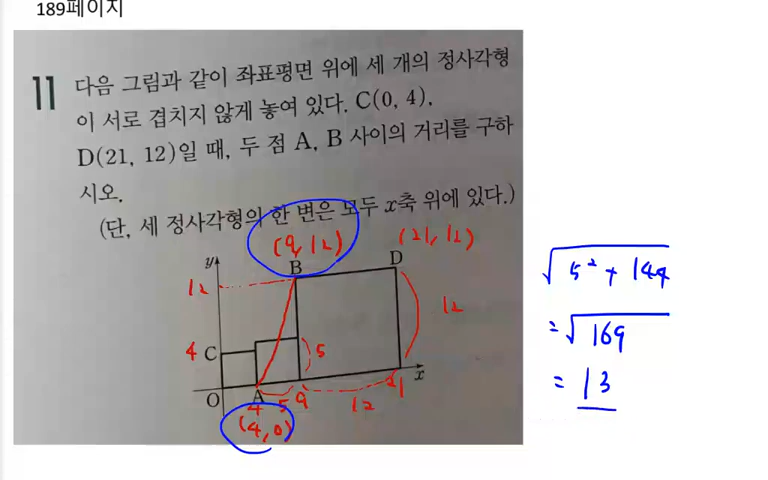 189페이지
11 다음 그림과 같이 좌표평면 위에 세 개의 정사각형
이 서로 겹치지 않게 놓여 있다. C(0, 4),
D(21, 12)일 때, 두 점 A, B 사이의 거리를 구하
시오.
(단, 세 정사각형의 한 변은 모두 x축 위에 있다.)
(9, 12) (21, 12)
y B D
12
12
4 C 5
O A x
4 5 9 12 21
(4, 0)
√5² + 144
= √169
= 13